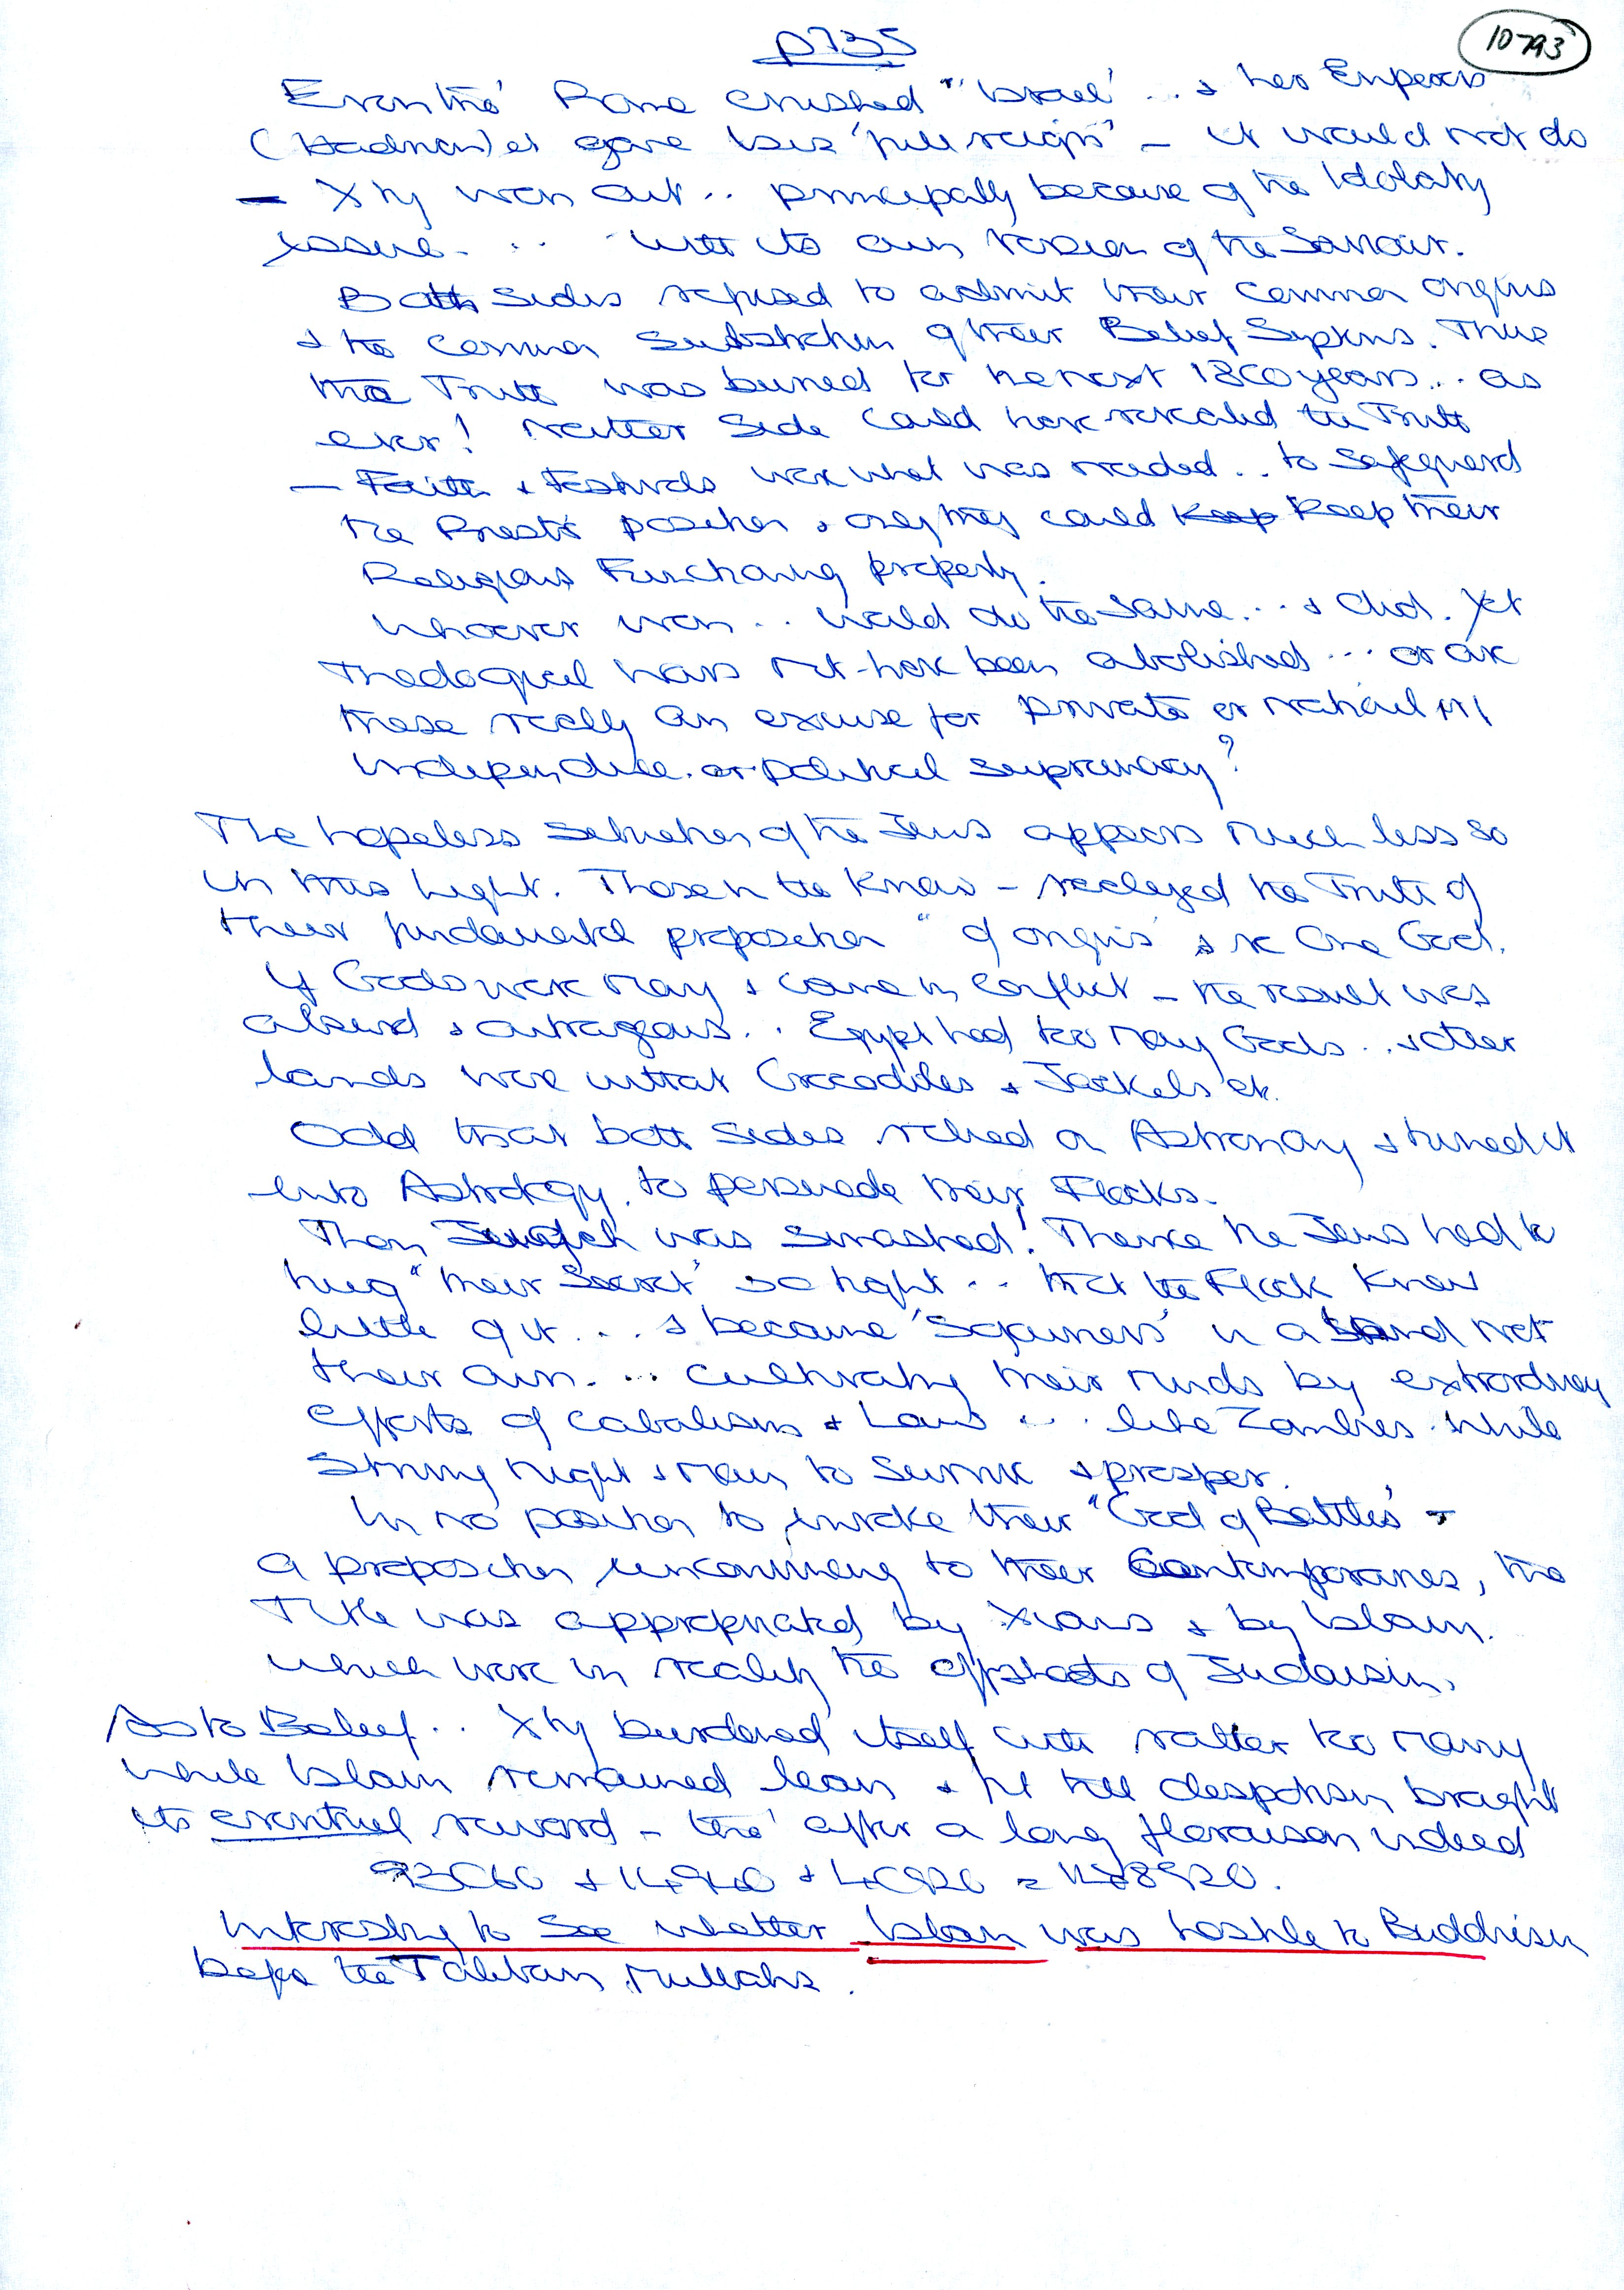 p735
10793
Even tho' Rome crushed "Israel' ... & her Emperors
(Hadrian) et gave Isis 'full reign' – it would not do
– Xty won out .. principally because of the Idolatry
issue. .. with its own version of the Saviour.
Both sides refused to admit their common origins
& the common Substratum of their Belief Systems. Thus
the Truth was buried for the next 1800 years... as
ever! Neither Side could have revealed the Truth
– Faith & Festivals were what was needed .. to Safeguard
the Priests position & only they could Keep Keep their
Religious Functioning properly.
Whoever won .. would do the same ... & did. Yet
Theological Wars not have been abolished ... or are
these really an excuse for private or national
independence. or political supremacy?
The hopeless situation of the Jews appears much less so
in this light. Those in the Know – realized the Truth of
their fundamental proposition "of origins' & the One God.
If Gods were many & came in conflict – the result was
absurd & outrageous .. Egypt had too many Gods .. & other
lands were without Crocodiles & Jackels et.
Odd that both sides relied on Astronomy & turned it
into Astrology, to persuade their Flocks.
Then was Smashed! Thence the Jews had to
hug "their Secret' so tight ... that the Flock knew
little of it ... & became 'Sojourners' in a land not
their own. ... cultivating their minds by extraordinary
efforts of cabalism & Laws ... like Zombies. While
striving might & main to survive & prosper.
In no position to invoke their "God of Battles' –
a proposition unconvincing to their Contemporaries, the
Title was appropriated by Xians & by Islam.
which were in reality the offshoots of Judaism.
As to Belief .. Xty burdened itself with rather too many
while Islam remained lean & fit till despotism brought
its eventual reward – tho' after a long florescence indeed
93060 + 14940 + 40920 =
Interesting to see whether Islam was hostile to Buddhism
before the Taliban Mullahs.